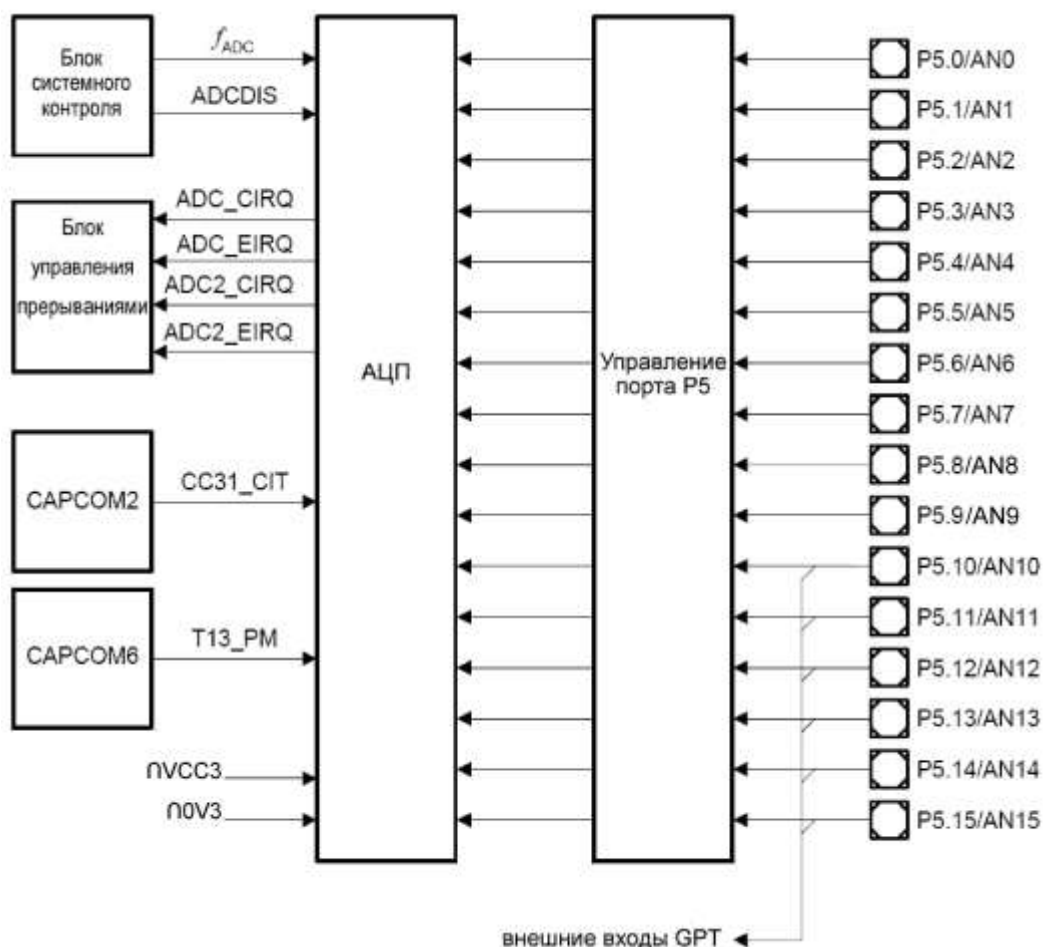 Блок
системного
контроля
fADC
ADCDIS
Блок
управления
прерываниями
ADC_CIRQ
ADC_EIRQ
ADC2_CIRQ
ADC2_EIRQ
CAPCOM2
CC31_CIT
CAPCOM6
T13_PM
∩VCC3
∩0V3
АЦП
Управление
порта P5
P5.0/AN0
P5.1/AN1
P5.2/AN2
P5.3/AN3
P5.4/AN4
P5.5/AN5
P5.6/AN6
P5.7/AN7
P5.8/AN8
P5.9/AN9
P5.10/AN10
P5.11/AN11
P5.12/AN12
P5.13/AN13
P5.14/AN14
P5.15/AN15
внешние входы GPT